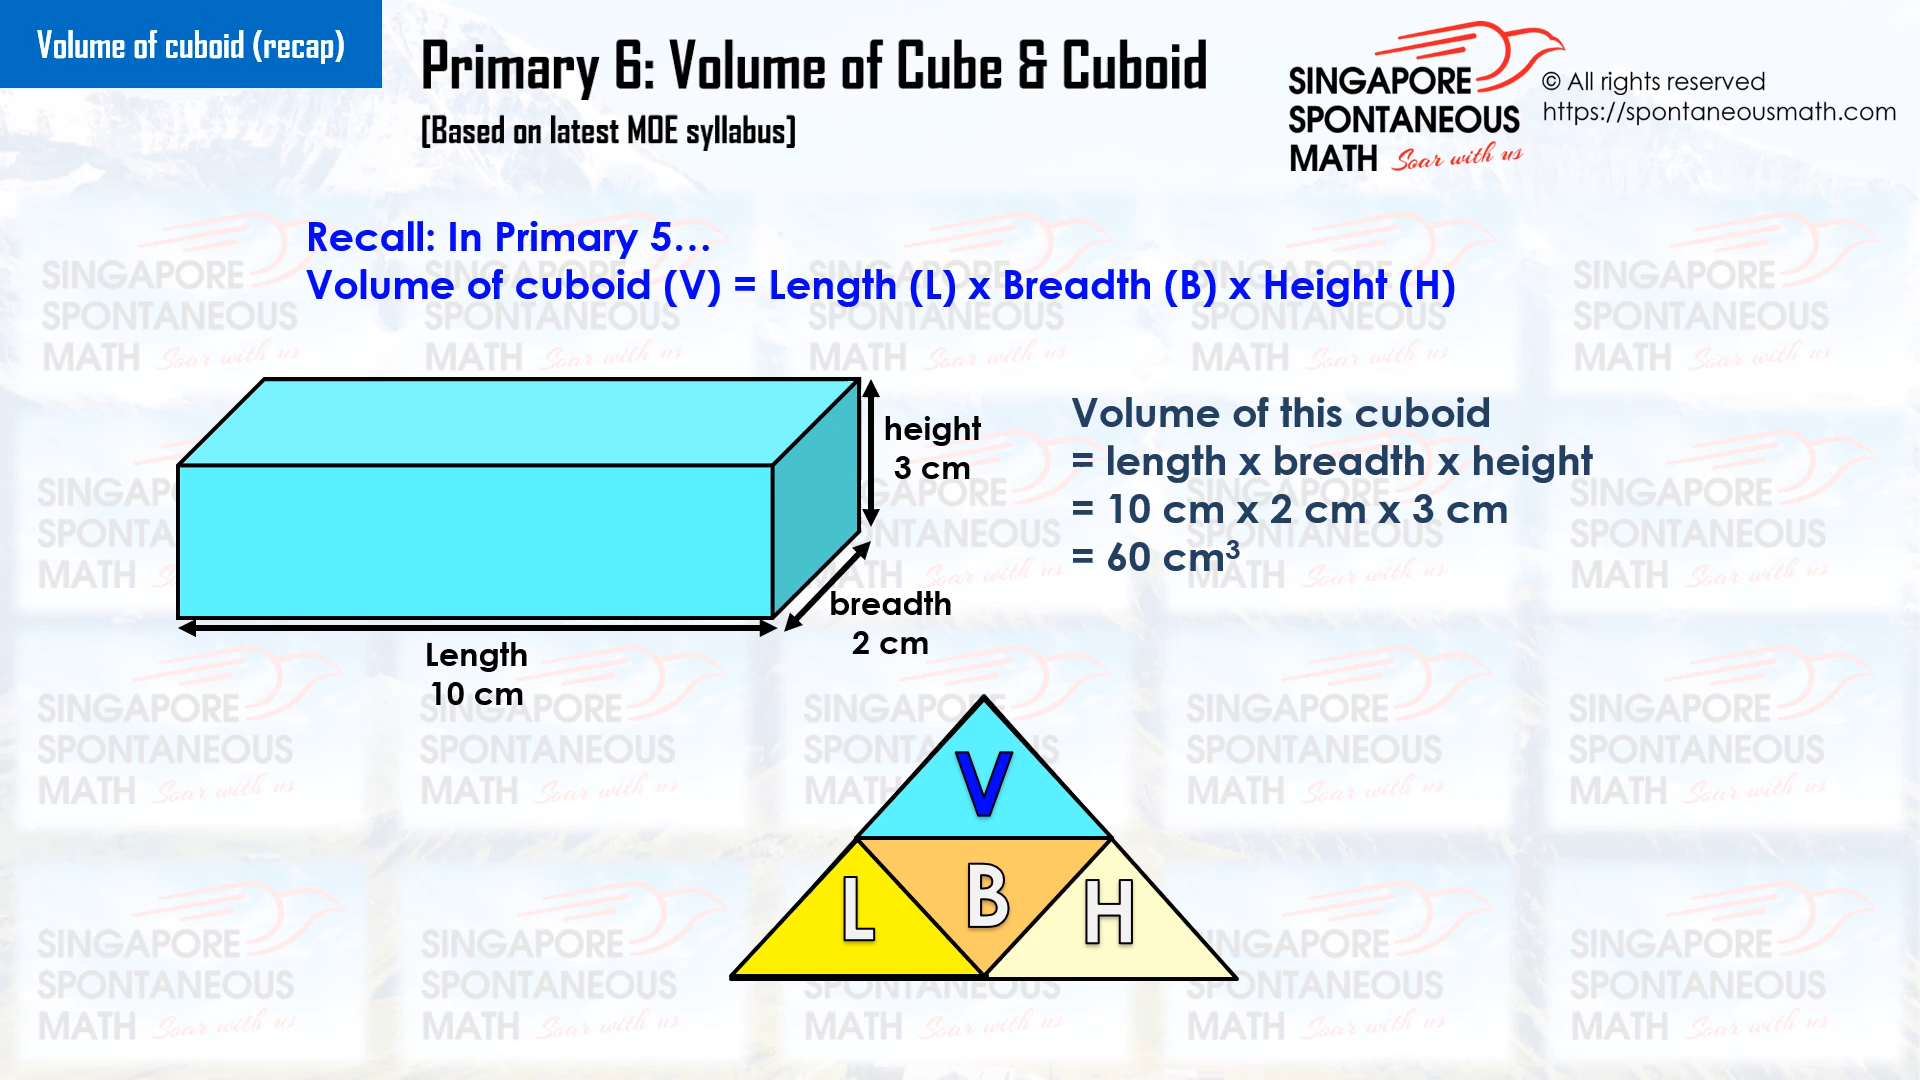 Volume of cuboid (recap)
Primary 6: Volume of Cube & Cuboid
[Based on latest MOE syllabus]
SINGAPORE
SPONTANEOUS
MATH Soar with us
© All rights reserved
https://spontaneousmath.com
Recall: In Primary 5...
Volume of cuboid (V) = Length (L) x Breadth (B) x Height (H)
height
3 cm
breadth
2 cm
Length
10 cm
Volume of this cuboid
= length x breadth x height
= 10 cm x 2 cm x 3 cm
= 60 cm³
V
L
B
H